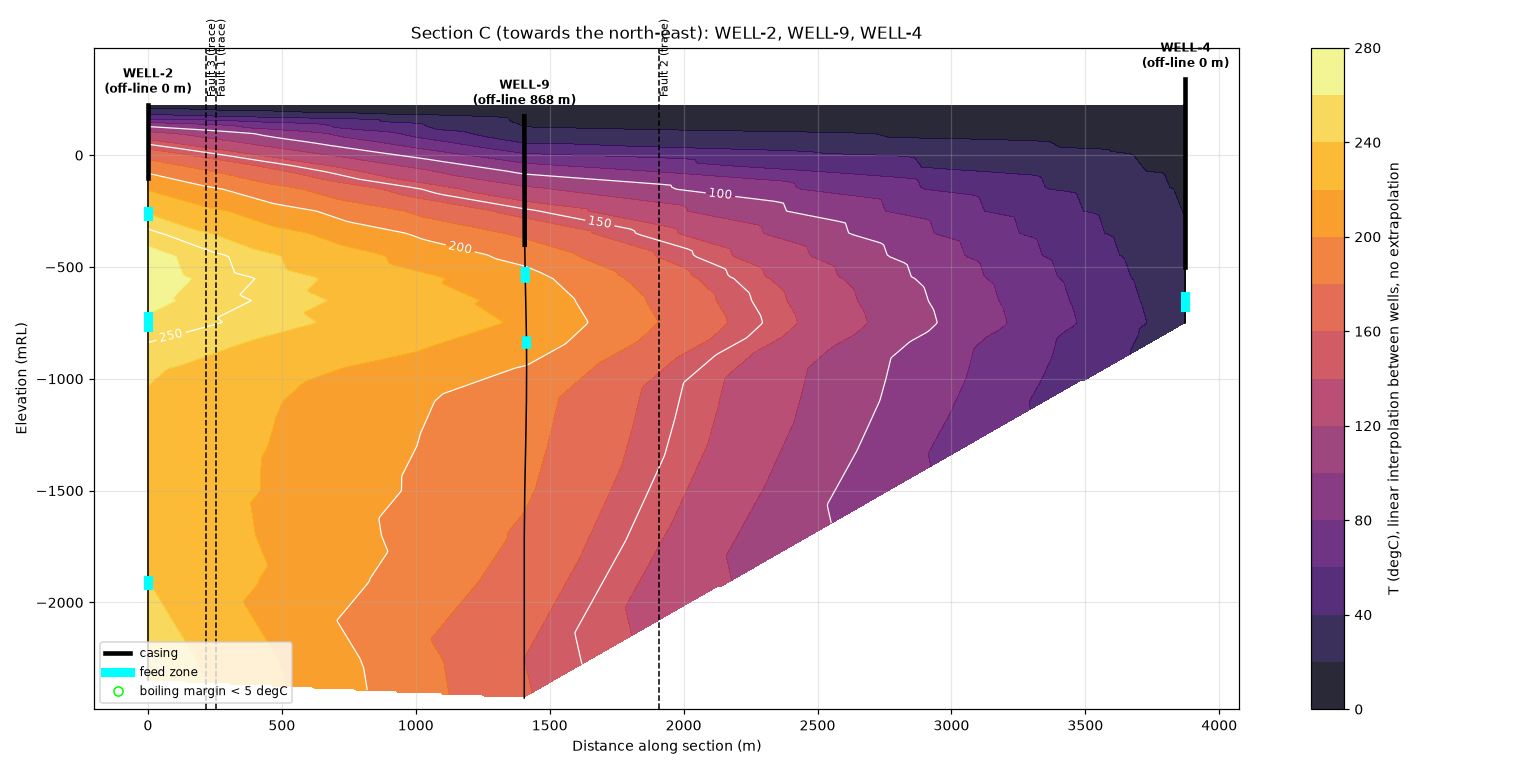 Section C (towards the north-east): WELL-2, WELL-9, WELL-4
Fault 3 (trace)
Fault 1 (trace)
Fault 2 (trace)
WELL-2
(off-line 0 m)
WELL-9
(off-line 868 m)
WELL-4
(off-line 0 m)
100
150
200
250
Elevation (mRL)
0
−500
−1000
−1500
−2000
casing
feed zone
boiling margin < 5 degC
0
500
1000
1500
2000
2500
3000
3500
4000
Distance along section (m)
280
240
200
160
120
80
40
0
T (degC), linear interpolation between wells, no extrapolation